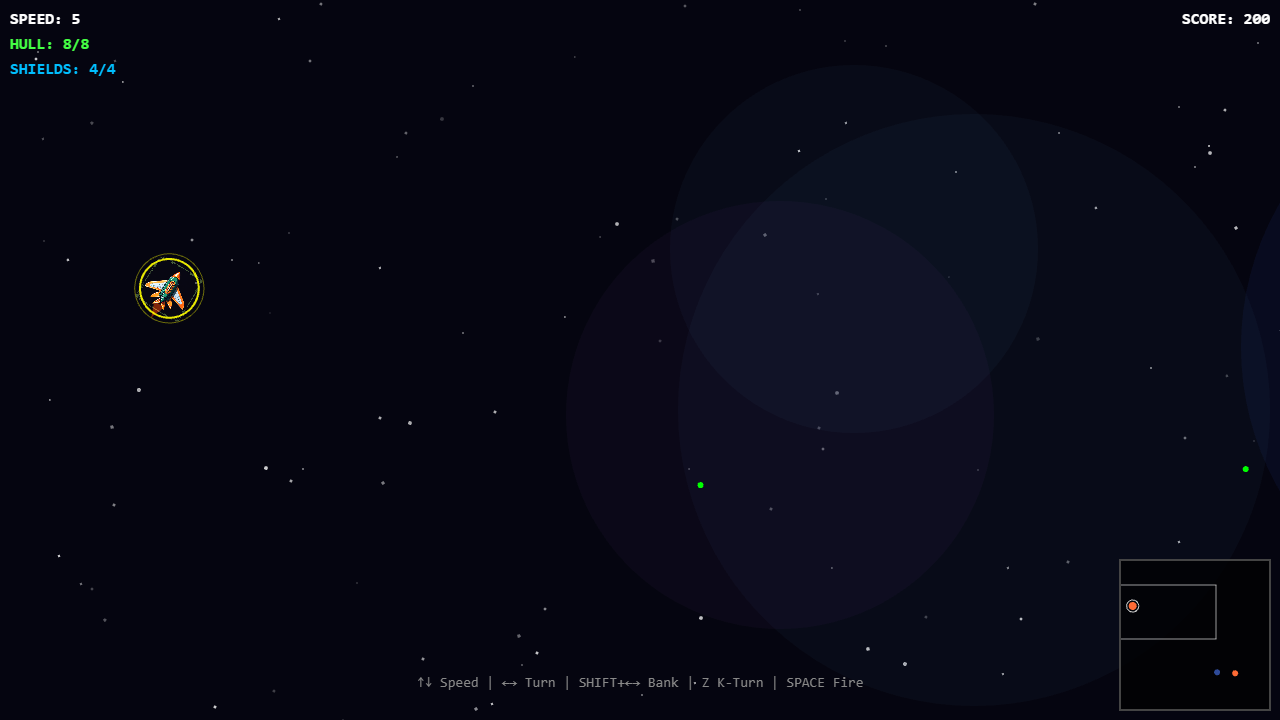 SPEED: 5
SCORE: 200
HULL: 8/8
SHIELDS: 4/4
↑↓ Speed | ↔ Turn | SHIFT+↔ Bank | Z K-Turn | SPACE Fire